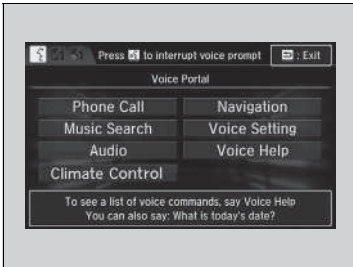 Press to interrupt voice prompt
: Exit
Voice Portal
Phone Call
Navigation
Music Search
Voice Setting
Audio
Voice Help
Climate Control
To see a list of voice commands, say Voice Help
You can also say: What is today's date?